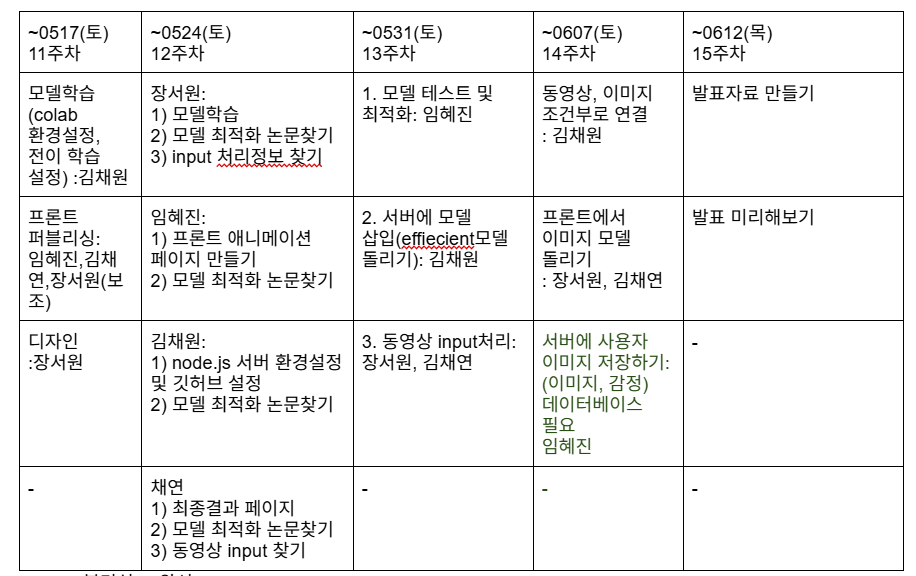 ~0517(토)
11주차
~0524(토)
12주차
~0531(토)
13주차
~0607(토)
14주차
~0612(목)
15주차
모델학습
(colab
환경설정,
전이 학습
설정) :김채원
장서원:
1) 모델학습
2) 모델 최적화 논문찾기
3) input 처리정보 찾기
1. 모델 테스트 및
최적화: 임혜진
동영상, 이미지
조건부로 연결
: 김채원
발표자료 만들기
프론트
퍼블리싱:
임혜진,김채
연,장서원(보
조)
임혜진:
1) 프론트 애니메이션
페이지 만들기
2) 모델 최적화 논문찾기
2. 서버에 모델
삽입(effiecient모델
돌리기): 김채원
프론트에서
이미지 모델
돌리기
: 장서원, 김채연
발표 미리해보기
디자인
:장서원
김채원:
1) node.js 서버 환경설정
및 깃허브 설정
2) 모델 최적화 논문찾기
3. 동영상 input처리:
장서원, 김채연
서버에 사용자
이미지 저장하기:
(이미지, 감정)
데이터베이스
필요
임혜진
-
-
채연
1) 최종결과 페이지
2) 모델 최적화 논문찾기
3) 동영상 input 찾기
-
-
-